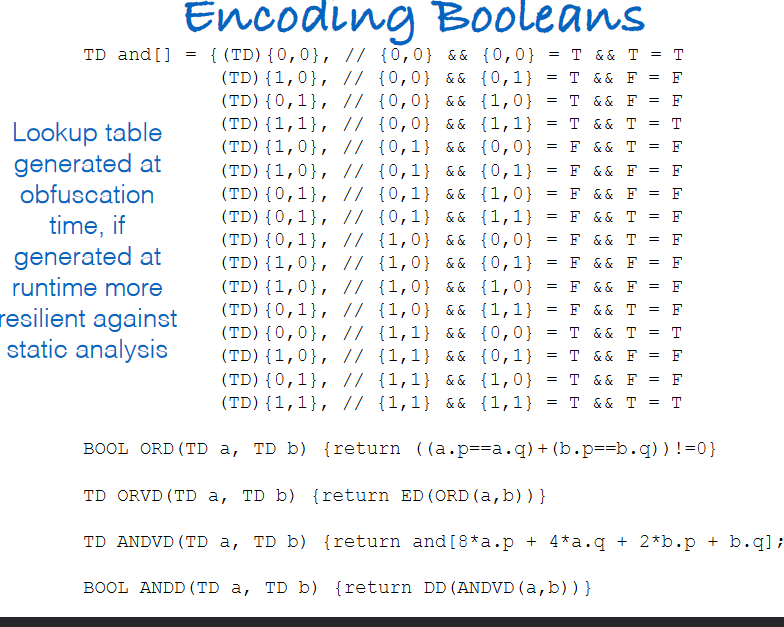 Encoding Booleans
TD and[] = {(TD){0,0}, // {0,0} && {0,0} = T && T = T
(TD){1,0}, // {0,0} && {0,1} = T && F = F
(TD){0,1}, // {0,0} && {1,0} = T && F = F
(TD){1,1}, // {0,0} && {1,1} = T && T = T
(TD){1,0}, // {0,1} && {0,0} = F && T = F
(TD){1,0}, // {0,1} && {0,1} = F && F = F
(TD){0,1}, // {0,1} && {1,0} = F && F = F
(TD){0,1}, // {0,1} && {1,1} = F && T = F
(TD){0,1}, // {1,0} && {0,0} = F && T = F
(TD){1,0}, // {1,0} && {0,1} = F && F = F
(TD){1,0}, // {1,0} && {1,0} = F && F = F
(TD){0,1}, // {1,0} && {1,1} = F && T = F
(TD){0,0}, // {1,1} && {0,0} = T && T = T
(TD){1,0}, // {1,1} && {0,1} = T && F = F
(TD){0,1}, // {1,1} && {1,0} = T && F = F
(TD){1,1}, // {1,1} && {1,1} = T && T = T
Lookup table
generated at
obfuscation
time, if
generated at
runtime more
resilient against
static analysis
BOOL ORD(TD a, TD b) {return ((a.p==a.q)+(b.p==b.q))!=0}
TD ORVD(TD a, TD b) {return ED(ORD(a,b))}
TD ANDVD(TD a, TD b) {return and[8*a.p + 4*a.q + 2*b.p + b.q];
BOOL ANDD(TD a, TD b) {return DD(ANDVD(a,b))}